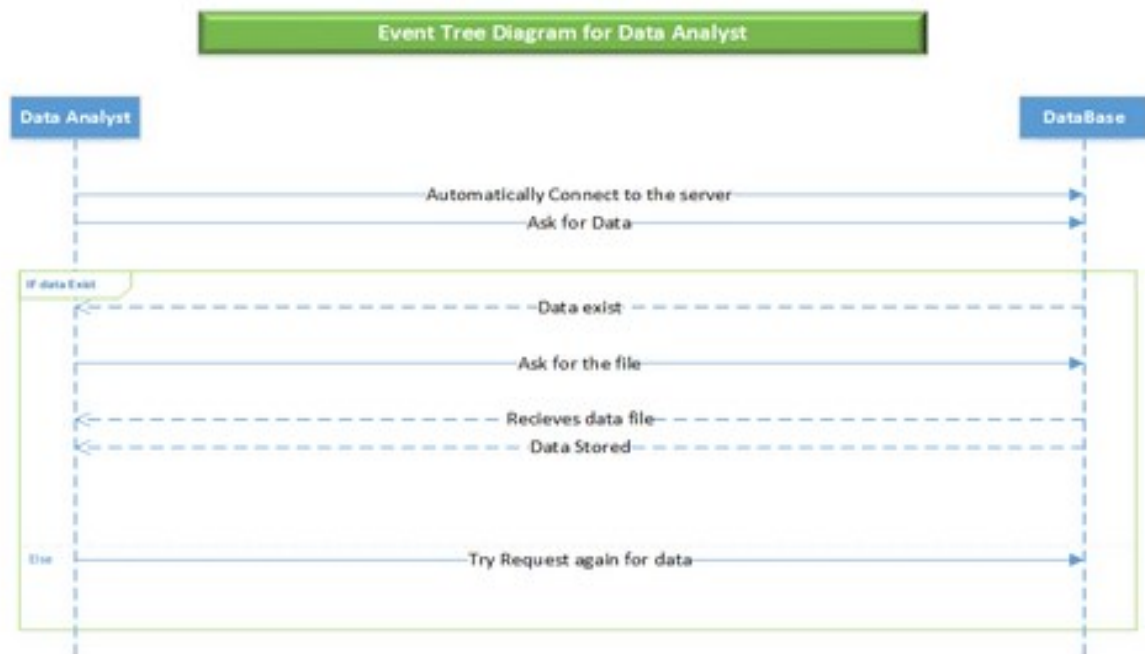 Event Tree Diagram for Data Analyst
Data Analyst
DataBase
Automatically Connect to the server
Ask for Data
If data Exist
Data exist
Ask for the file
Recieves data file
Data Stored
Else
Try Request again for data